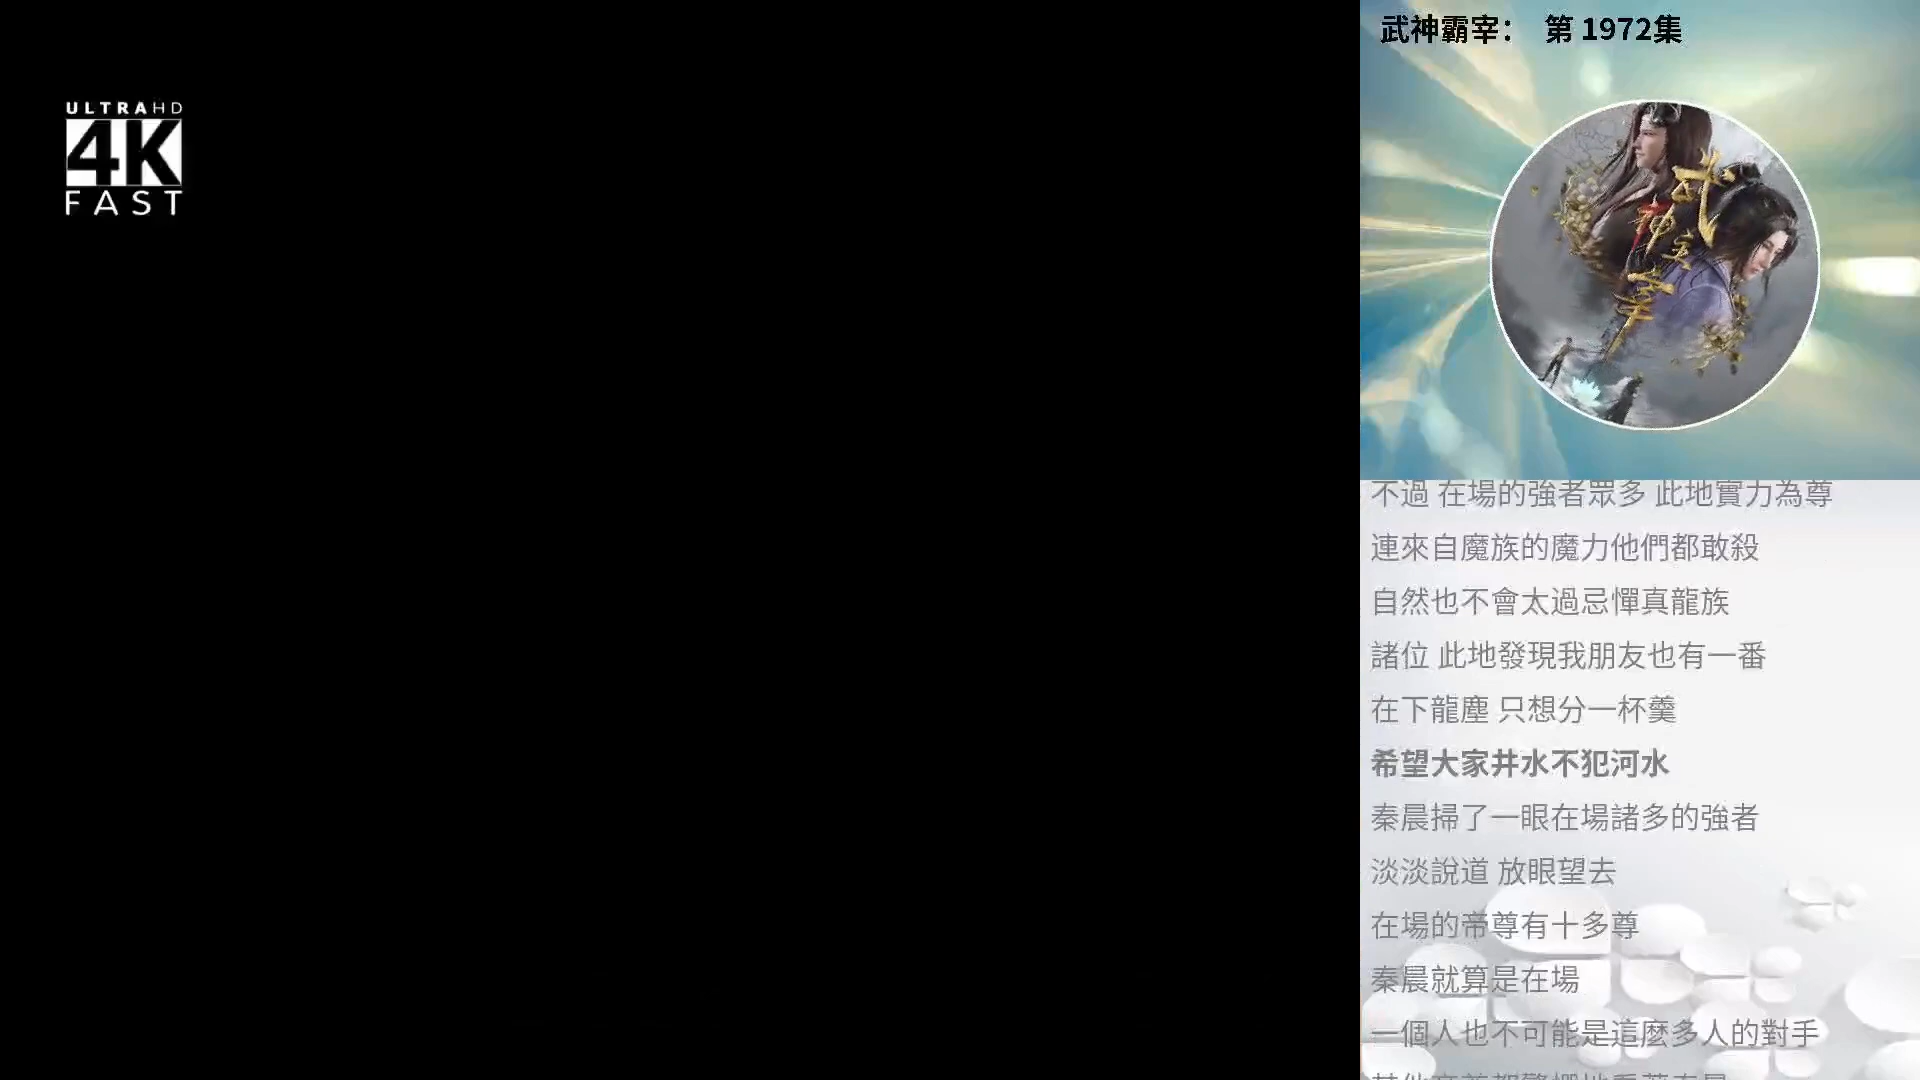 ULTRAHD
4K
FAST
武神霸宰： 第 1972集
武神主宰
不過 在場的強者眾多 此地實力為尊
連來自魔族的魔力他們都敢殺
自然也不會太過忌憚真龍族
諸位 此地發現我朋友也有一番
在下龍塵 只想分一杯羹
希望大家井水不犯河水
秦晨掃了一眼在場諸多的強者
淡淡說道 放眼望去
在場的帝尊有十多尊
秦晨就算是在場
一個人也不可能是這麼多人的對手